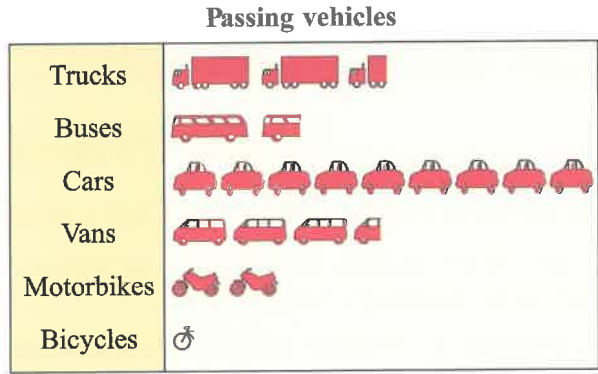 Passing vehicles
Trucks
Buses
Cars
Vans
Motorbikes
Bicycles